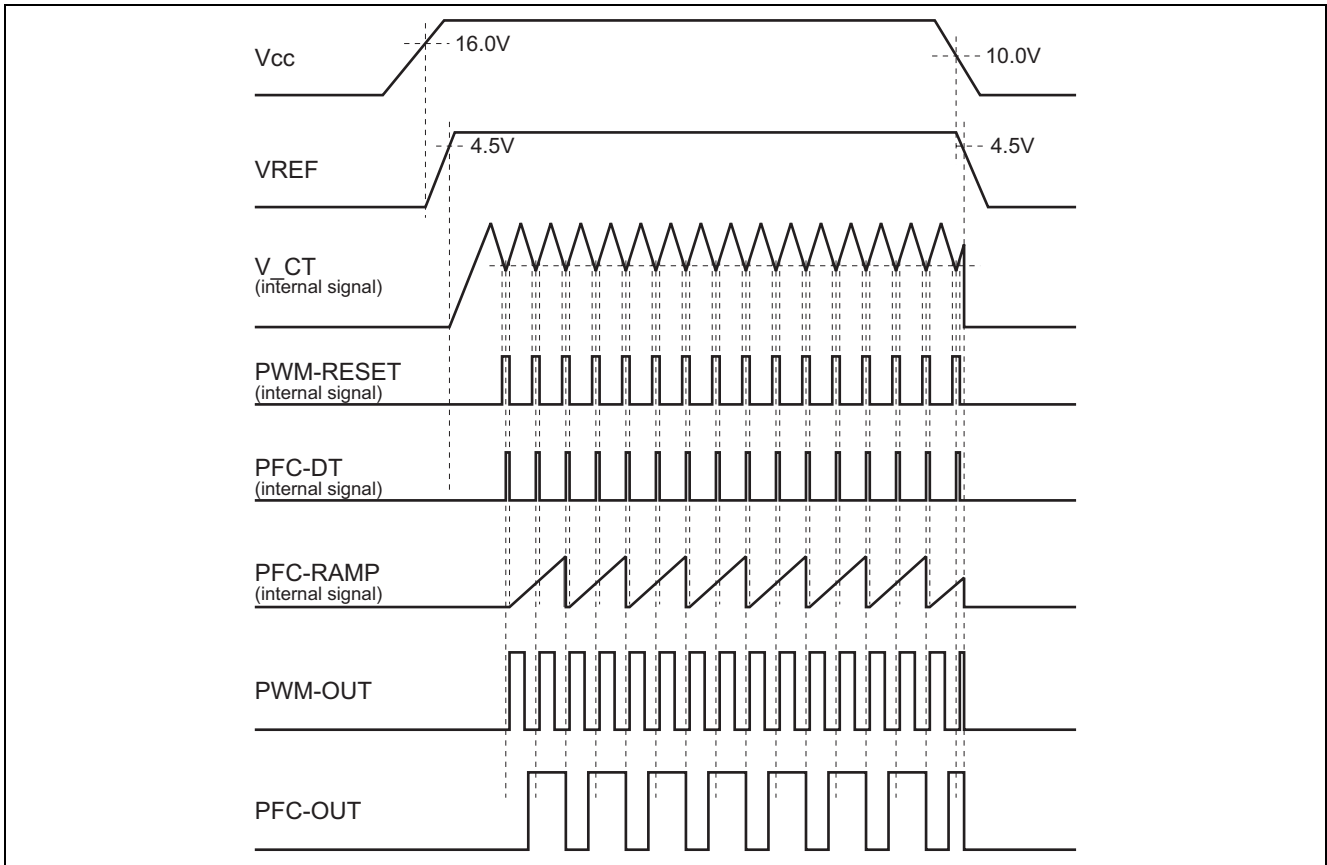 Vcc
16.0V
10.0V
VREF
4.5V
4.5V
V_CT
(internal signal)
PWM-RESET
(internal signal)
PFC-DT
(internal signal)
PFC-RAMP
(internal signal)
PWM-OUT
PFC-OUT